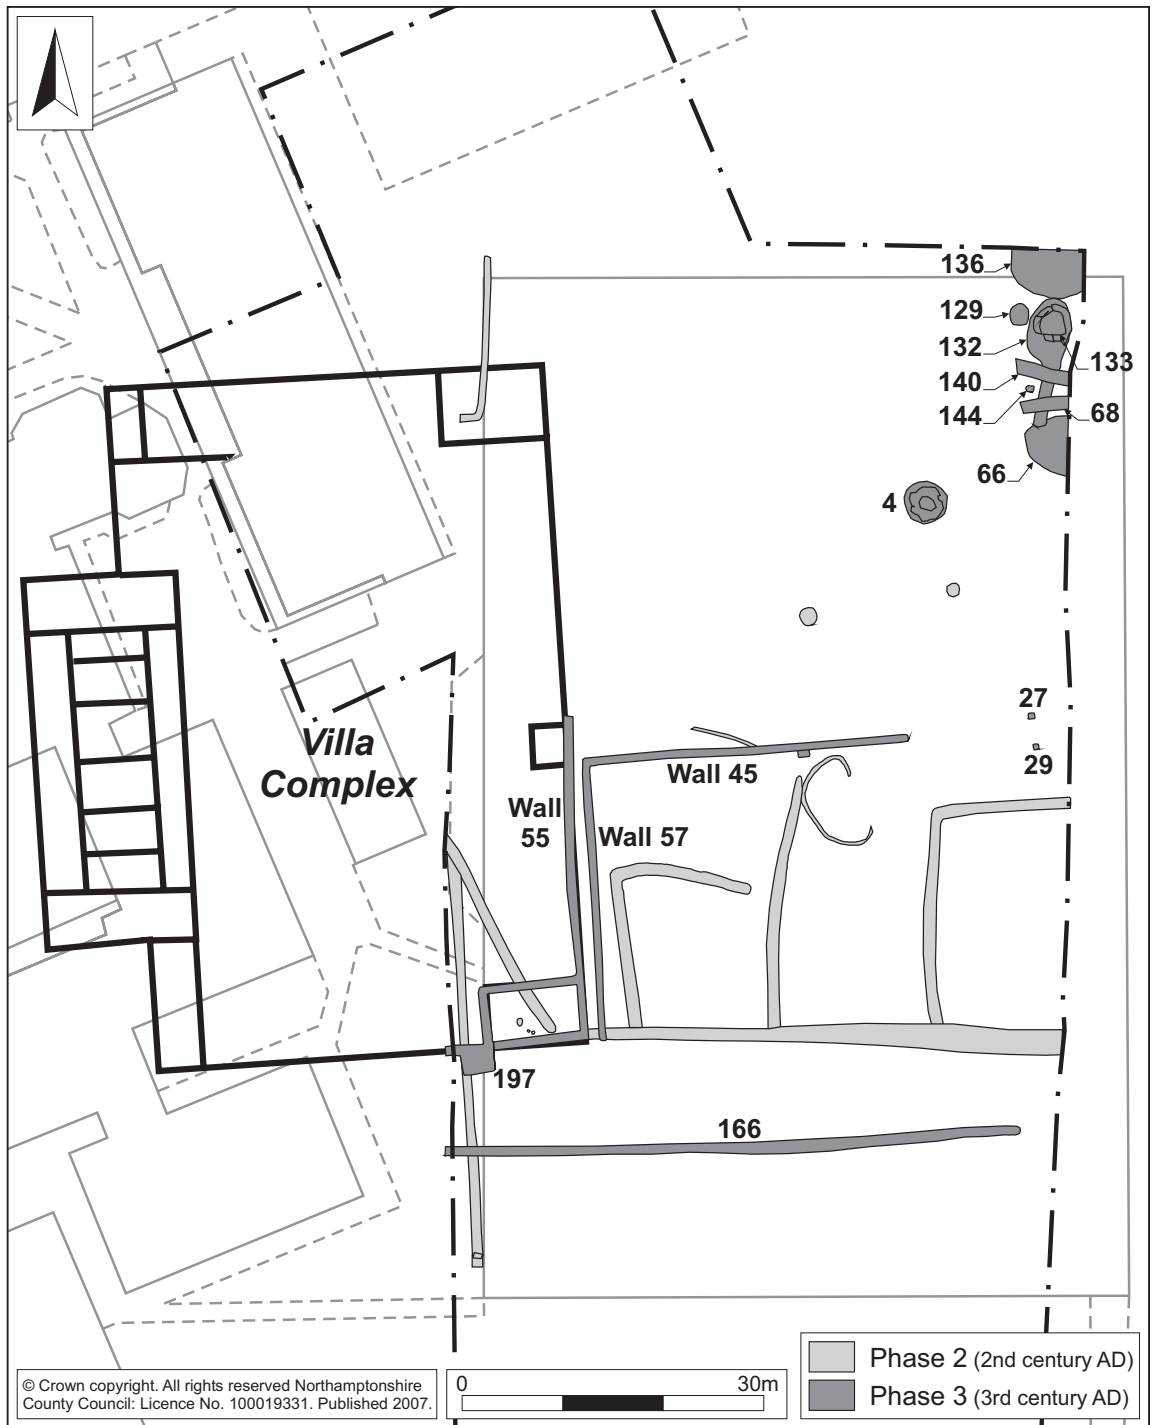 136
129
132
133
140
144
68
66
4
27
29
Villa
Complex
Wall 45
Wall
55
Wall 57
197
166
© Crown copyright. All rights reserved Northamptonshire
County Council: Licence No. 100019331. Published 2007.
0 30m
Phase 2 (2nd century AD)
Phase 3 (3rd century AD)